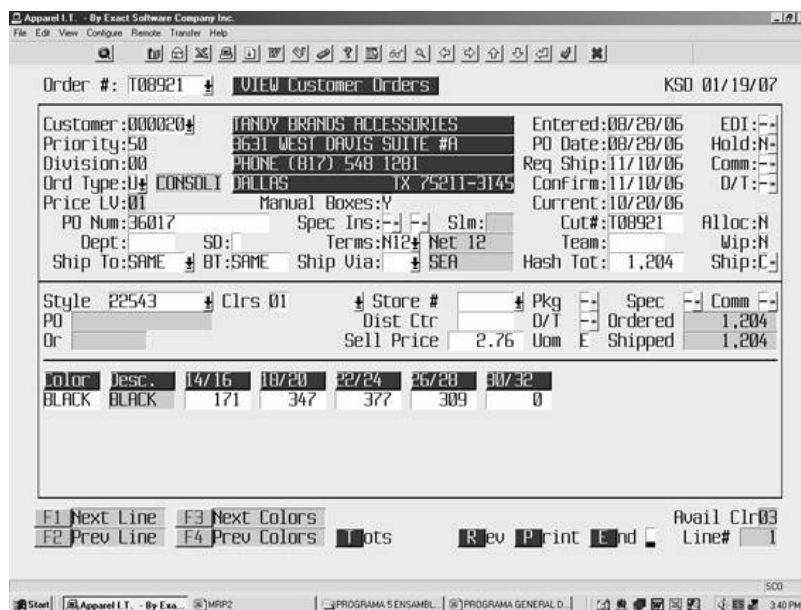 Apparel I.T. - By Exact Software Company Inc.
File Edit View Configure Remote Transfer Help
Order #: T08921 VIEW Customer Orders KSO 01/19/07
Customer:000020 TANDY BRANDS ACCESSORIES Entered:08/28/06 EDI:--
Priority:50 3631 WEST DAVIS SUITE #A PO Date:08/28/06 Hold:N-
Division:00 PHONE (817) 548 1281 Req Ship:11/10/06 Comm:--
Ord Type:U CONSOLI DALLAS TX 75211-3145 Confirm:11/10/06 D/T:--
Price LV:01 Manual Boxes:Y Current:10/20/06
PO Num:36017 Spec Ins:-- -- Slm: Cut#:T08921 Alloc:N
Dept: SD: Terms:N12 Net 12 Team: Wip:N
Ship To:SAME BT:SAME Ship Via: SEA Hash Tot: 1,204 Ship:C-
Style 22543 Clrs 01 Store # Pkg -- Spec -- Comm --
PO Dist Ctr D/T -- Ordered 1,204
Or Sell Price 2.76 Uom E Shipped 1,204
Color Desc. 14/16 18/20 22/24 26/28 30/32
BLACK BLACK 171 347 377 309 0
F1 Next Line F3 Next Colors Avail Clr03
F2 Prev Line F4 Prev Colors Tots Rev Print End Line# 1
SCO
Start Apparel I.T. - By Exa... MRP2 PROGRAMA 5 ENSAMBL... PROGRAMA GENERAL D... 3:40 PM